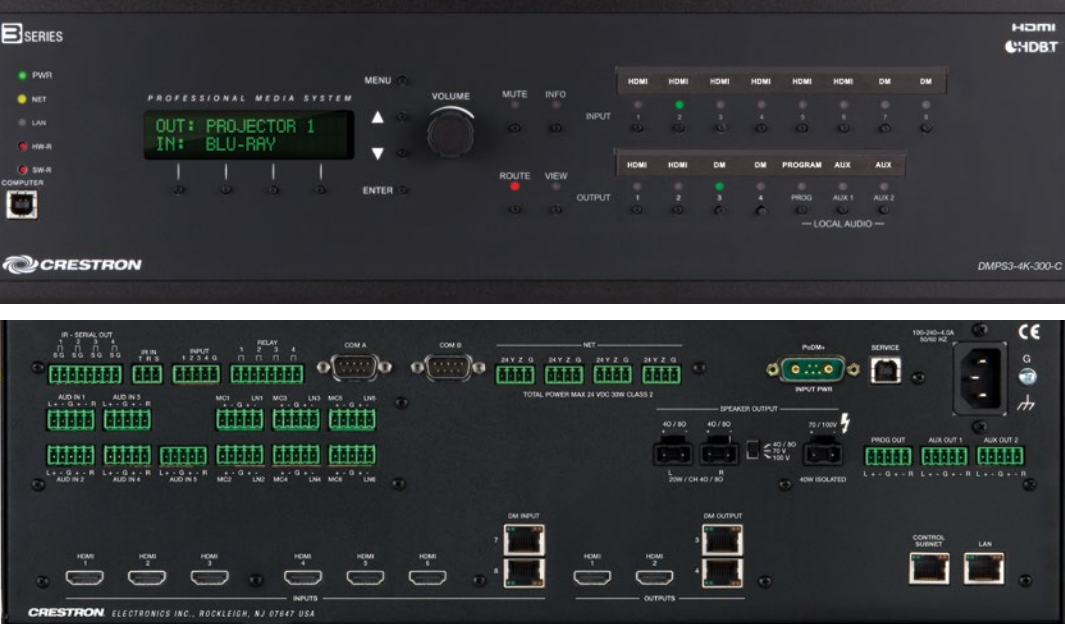 3 SERIES
HDMI
HDBT
PWR
NET
LAN
HW-R
SW-R
COMPUTER
PROFESSIONAL MEDIA SYSTEM
OUT: PROJECTOR 1
IN: BLU-RAY
MENU
ENTER
VOLUME
MUTE INFO
ROUTE VIEW
HDMI HDMI HDMI HDMI HDMI HDMI DM DM
INPUT
1 2 3 4 5 6 7 8
HDMI HDMI DM DM PROGRAM AUX AUX
OUTPUT
1 2 3 4 PROG AUX 1 AUX 2
LOCAL AUDIO
CRESTRON
DMPS3-4K-300-C
IR - SERIAL OUT
1 2 3 4
S G S G S G S G
IR IN
T R S
INPUT
1 2 3 4 G
RELAY
1 2 3 4
COM A
COM B
NET
24 Y Z G 24 Y Z G 24 Y Z G 24 Y Z G
TOTAL POWER MAX 24 VDC 30W CLASS 2
PoDM+
INPUT PWR
SERVICE
100-240~4.0A
50/60 HZ
CE
G
AUD IN 1 AUD IN 3
L + - G + - R L + - G + - R
MC1 LN1 MC3 LN3 MC5 LN5
+ - G + - + - G + - + - G + -
L + - G + - R L + - G + - R L + - G + - R
AUD IN 2 AUD IN 4 AUD IN 5
+ - G + - + - G + - + - G + -
MC2 LN2 MC4 LN4 MC6 LN6
SPEAKER OUTPUT
4Ω / 8Ω 4Ω / 8Ω 70 / 100V
+ - + - + -
4Ω / 8Ω
70 V
100 V
L R
20W / CH 4Ω / 8Ω
40W ISOLATED
PROG OUT AUX OUT 1 AUX OUT 2
L + - G + - R L + - G + - R L + - G + - R
DM INPUT
7
8
DM OUTPUT
3
4
HDMI HDMI HDMI HDMI HDMI HDMI
1 2 3 4 5 6
INPUTS
HDMI HDMI
1 2
OUTPUTS
CONTROL
SUBNET
LAN
CRESTRON ELECTRONICS INC., ROCKLEIGH, NJ 07647 USA